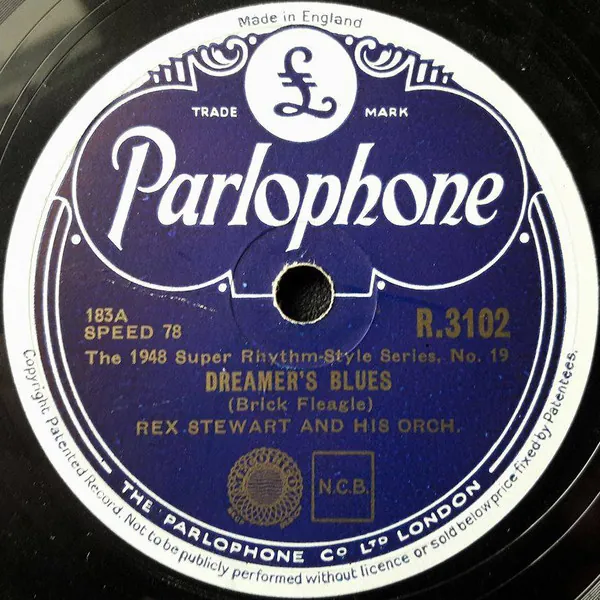 Made in England
TRADE MARK
£
Parlophone
183A
SPEED 78
R.3102
The 1948 Super Rhythm-Style Series, No. 19
DREAMER'S BLUES
(Brick Fleagle)
REX STEWART AND HIS ORCH.
N.C.B.
THE PARLOPHONE CO LTD LONDON
Copyright Patented Record. Not to be publicly performed without licence or sold below price fixed by Patentees.